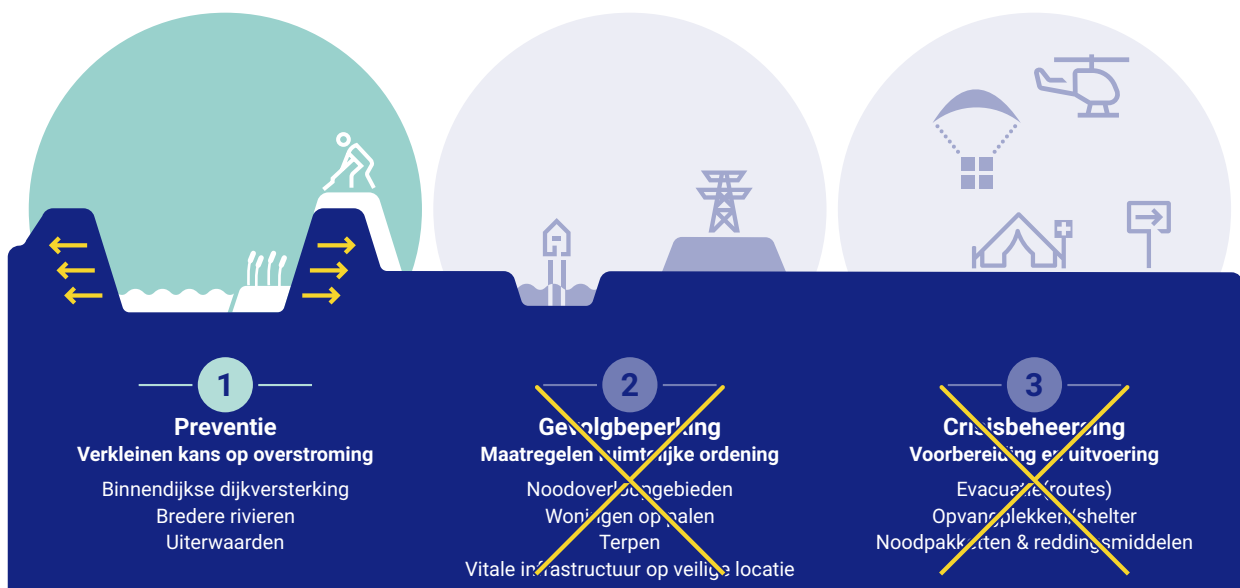 1
Preventie
Verkleinen kans op overstroming
Binnendijkse dijkversterking
Bredere rivieren
Uiterwaarden
2
Gevolgbeperking
Maatregelen ruimtelijke ordening
Noodoverloopgebieden
Woningen op palen
Terpen
Vitale infrastructuur op veilige locatie
3
Crisisbeheersing
Voorbereiding en uitvoering
Evacuatie(routes)
Opvangplekken/shelter
Noodpakketten & reddingsmiddelen